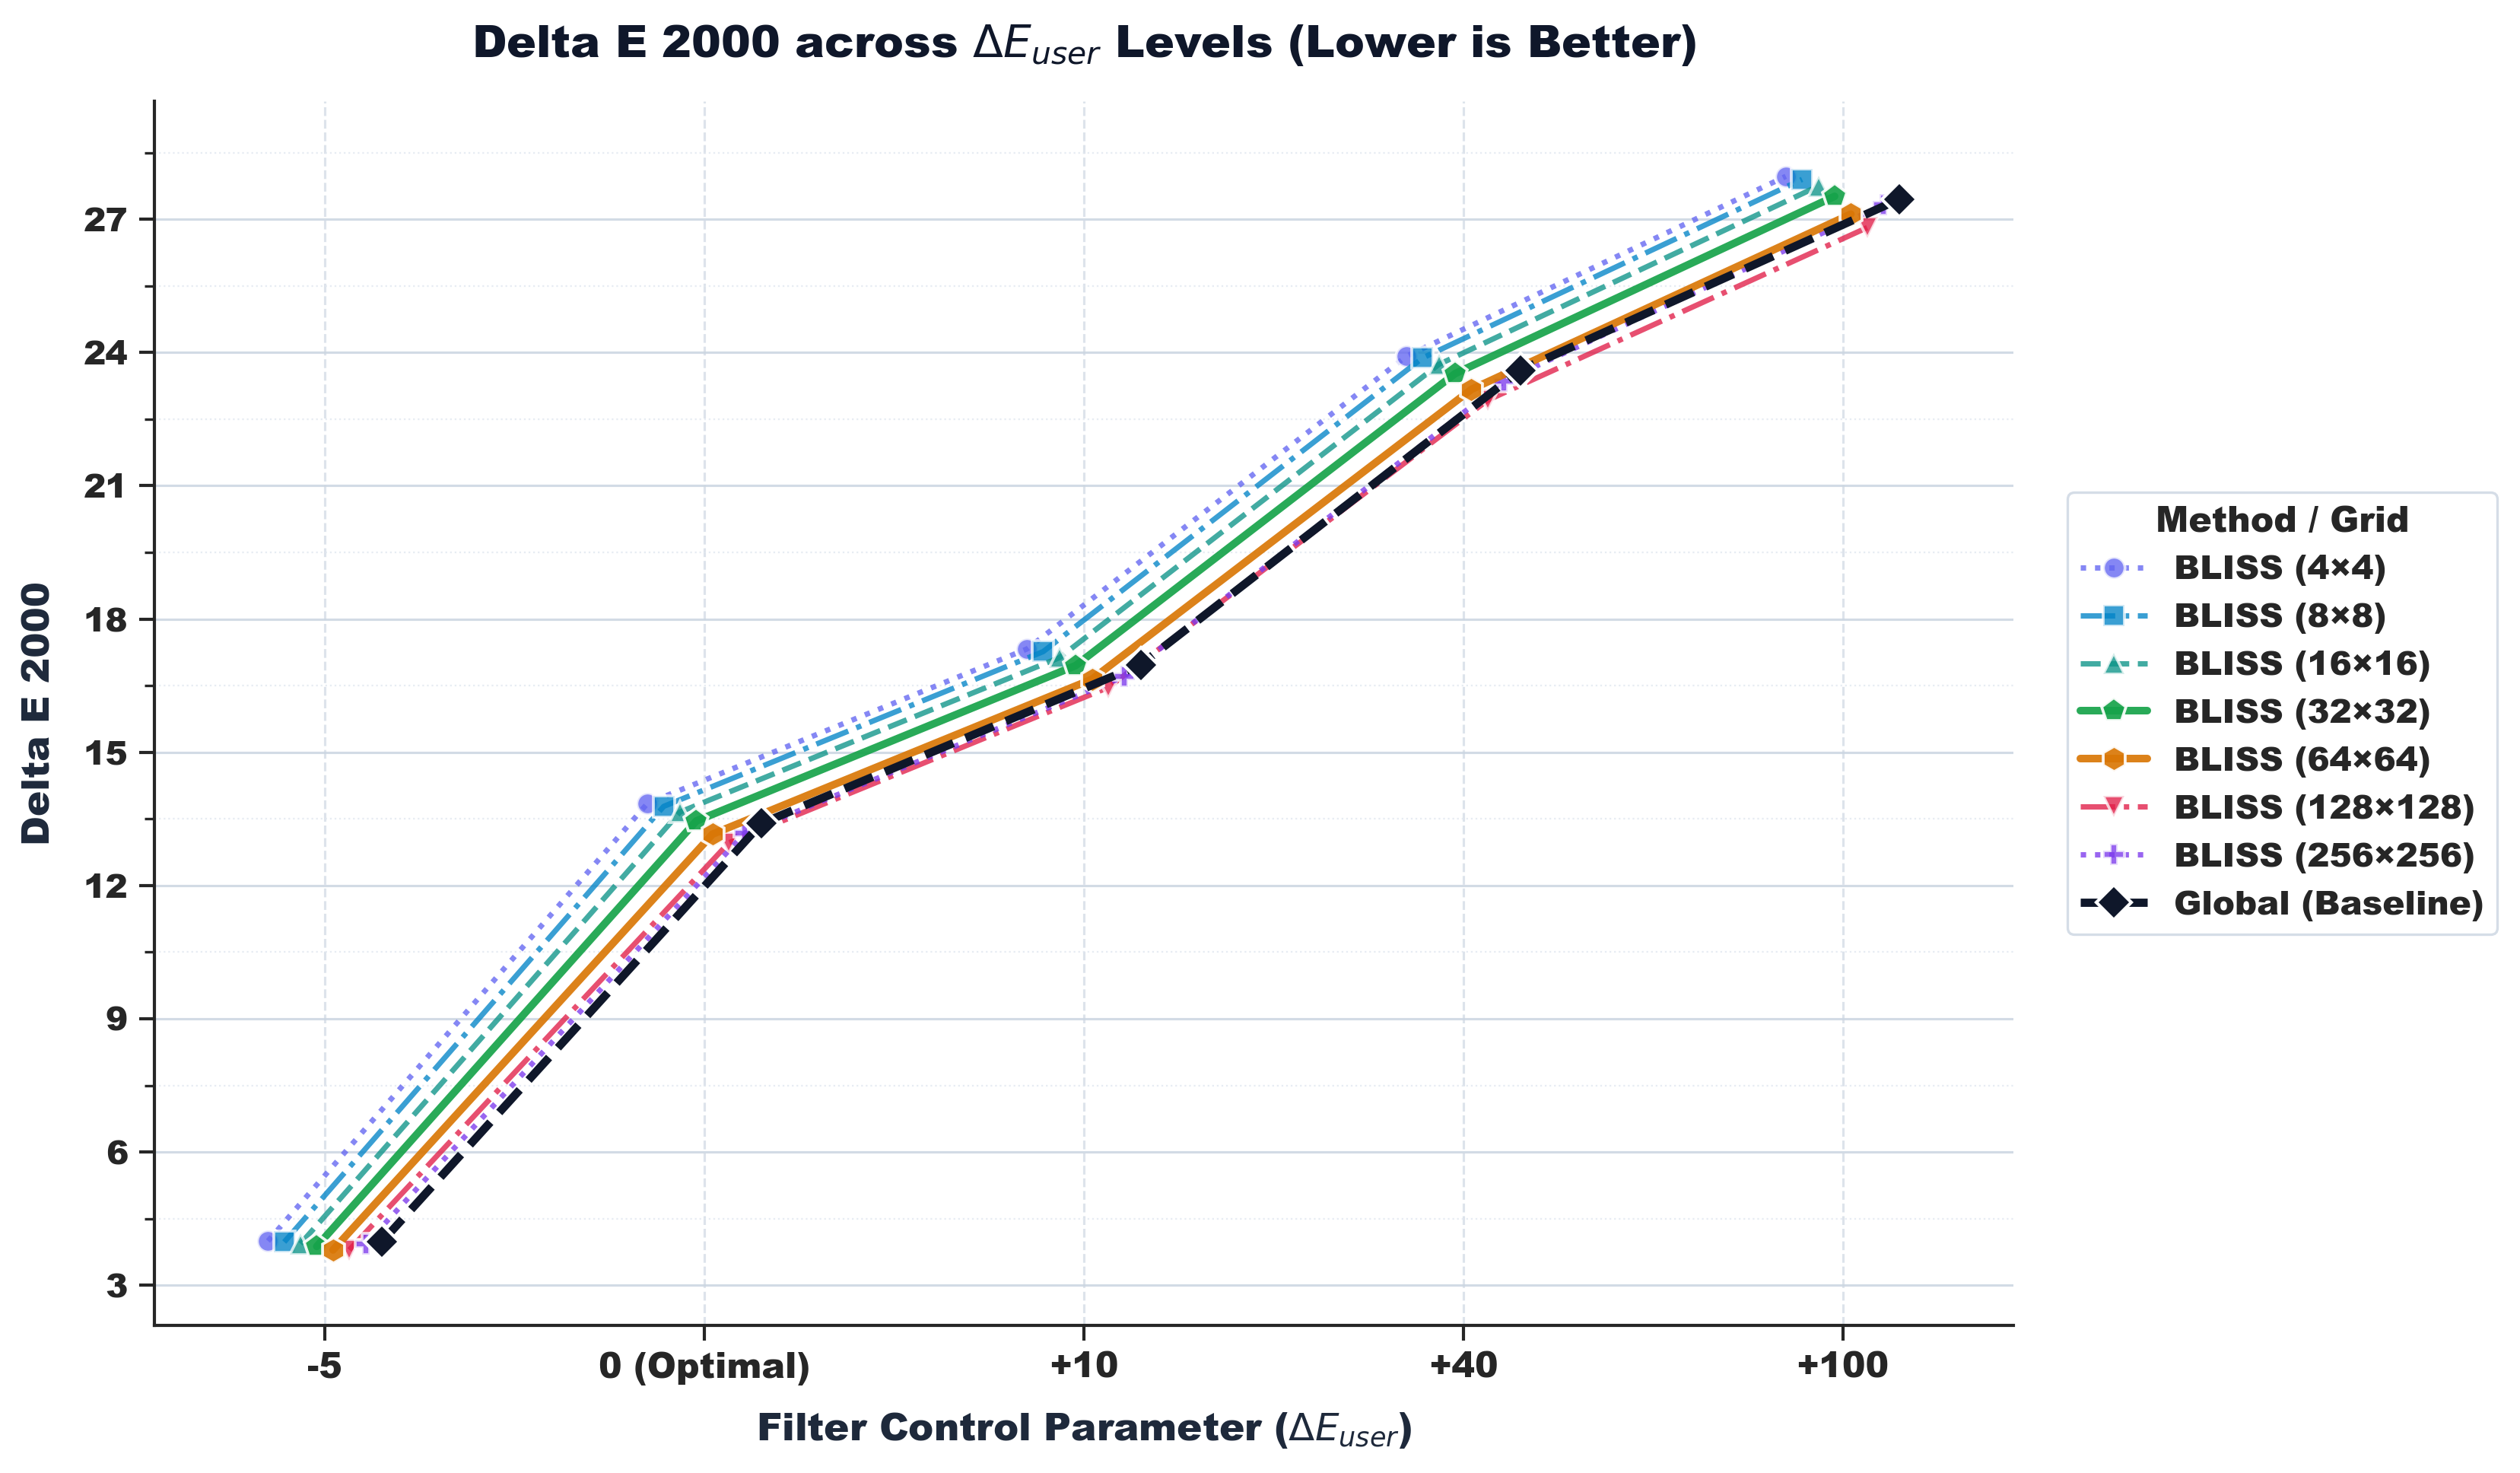 Delta E 2000 across ΔE_user Levels (Lower is Better)
Delta E 2000
27
24
21
18
15
12
9
6
3
-5
0 (Optimal)
+10
+40
+100
Filter Control Parameter (ΔE_user)
Method / Grid
BLISS (4×4)
BLISS (8×8)
BLISS (16×16)
BLISS (32×32)
BLISS (64×64)
BLISS (128×128)
BLISS (256×256)
Global (Baseline)